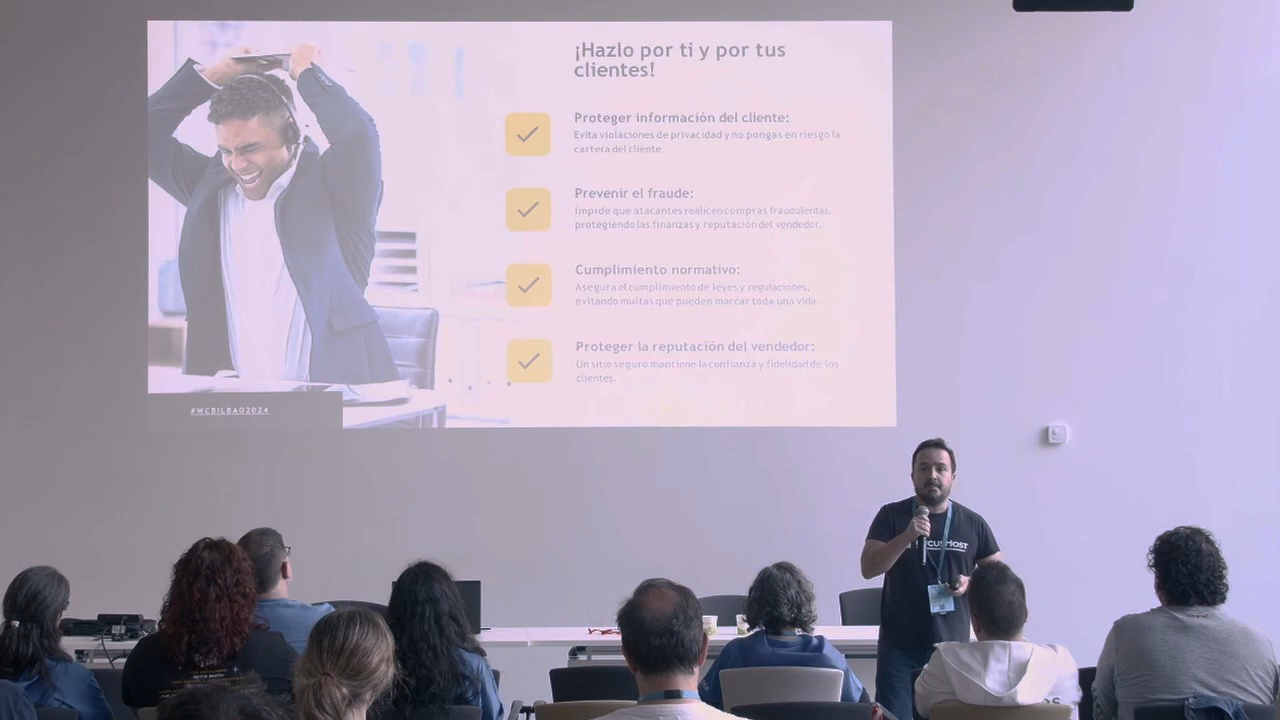 ¡Hazlo por ti y por tus
clientes!
Proteger información del cliente:
Evita violaciones de privacidad y no pongas en riesgo la
cartera del cliente
Prevenir el fraude:
Impide que atacantes realicen compras fraudulentas,
protegiendo las finanzas y reputación del vendedor.
Cumplimiento normativo:
Asegura el cumplimiento de leyes y regulaciones,
evitando multas que pueden marcar toda una vida.
Proteger la reputación del vendedor:
Un sitio seguro mantiene la confianza y fidelidad de los
clientes.
#WCBILBAO2024